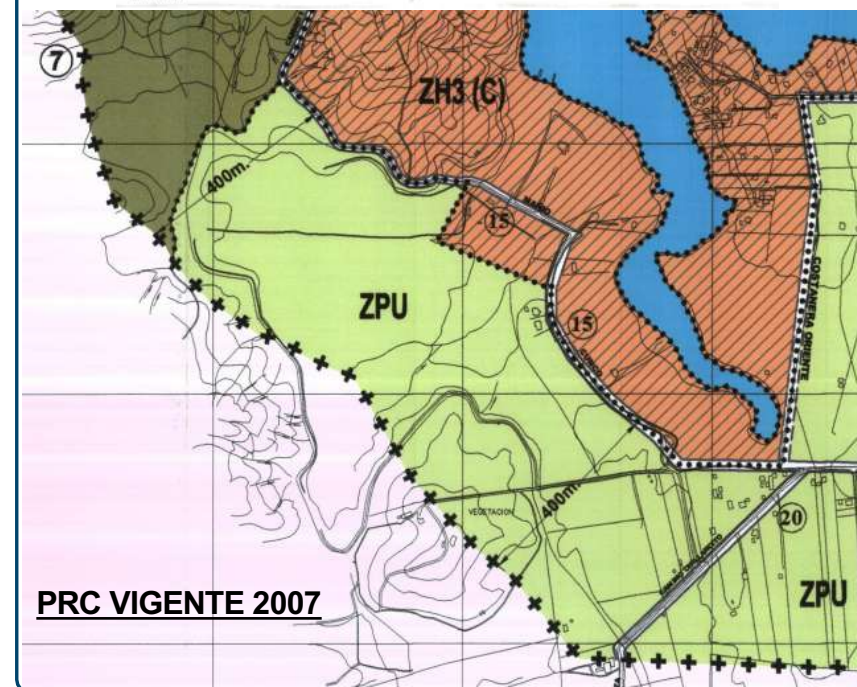 7
ZH3 (C)
400m.
15
COSTANERA ORIENTE
ZPU
15
400m.
VEGETACION
20
ZPU
PRC VIGENTE 2007